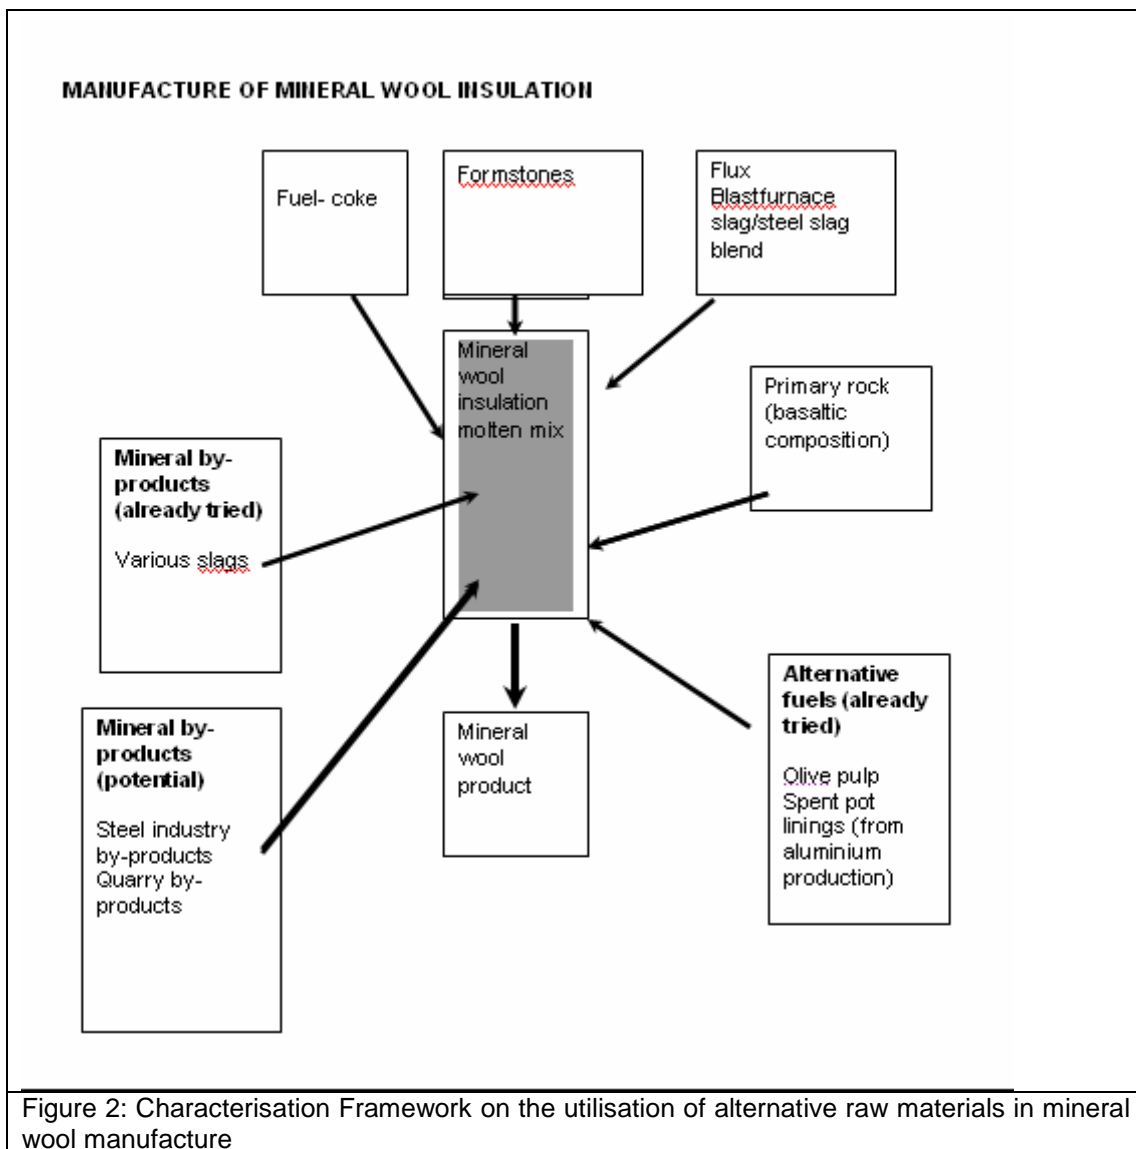 MANUFACTURE OF MINERAL WOOL INSULATION
Fuel- coke
Formstones
Flux
Blastfurnace
slag/steel slag
blend
Mineral
wool
insulation
molten mix
Primary rock
(basaltic
composition)
Mineral by-
products
(already tried)
Various slags
Mineral by-
products
(potential)
Steel industry
by-products
Quarry by-
products
Mineral
wool
product
Alternative
fuels (already
tried)
Olive pulp
Spent pot
linings (from
aluminium
production)
Figure 2: Characterisation Framework on the utilisation of alternative raw materials in mineral
wool manufacture